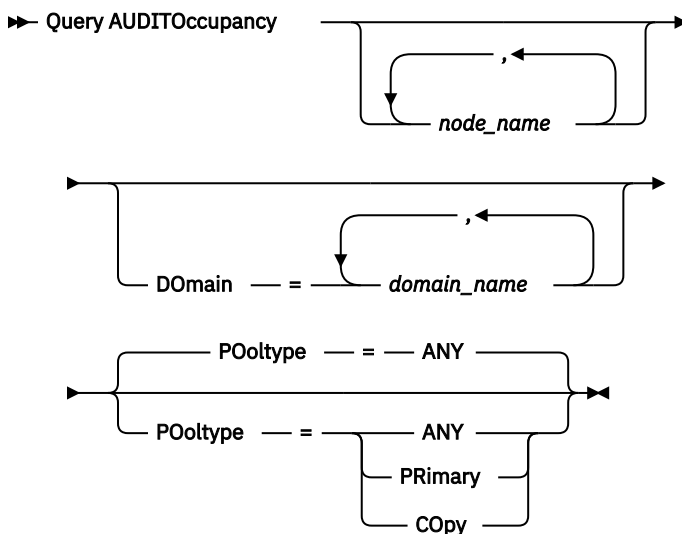 Query AUDITOccupancy
,
node_name
,
DOmain = domain_name
POoltype = ANY
POoltype = ANY
PRimary
COpy